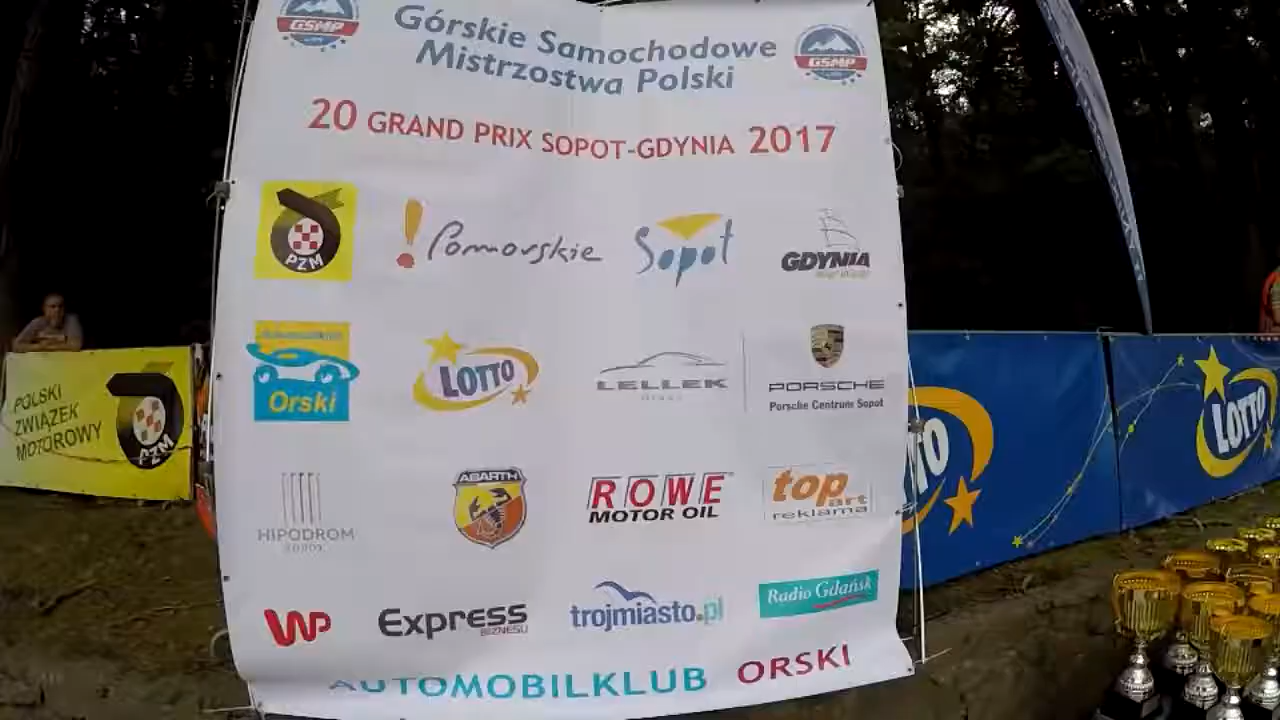 GSMP
Górskie Samochodowe
Mistrzostwa Polski
GSMP
20 GRAND PRIX SOPOT-GDYNIA 2017
PZM
Pomorskie
Sopot
GDYNIA
Orski
LOTTO
LELLEK
PORSCHE
Porsche Centrum Sopot
HIPODROM
ABARTH
ROWE
MOTOR OIL
top
art
reklama
WP
Express
BIZNESU
trojmiasto.pl
Radio Gdańsk
AUTOMOBILKLUB ORSKI
POLSKI
ZWIĄZEK
MOTOROWY
PZM
LOTTO